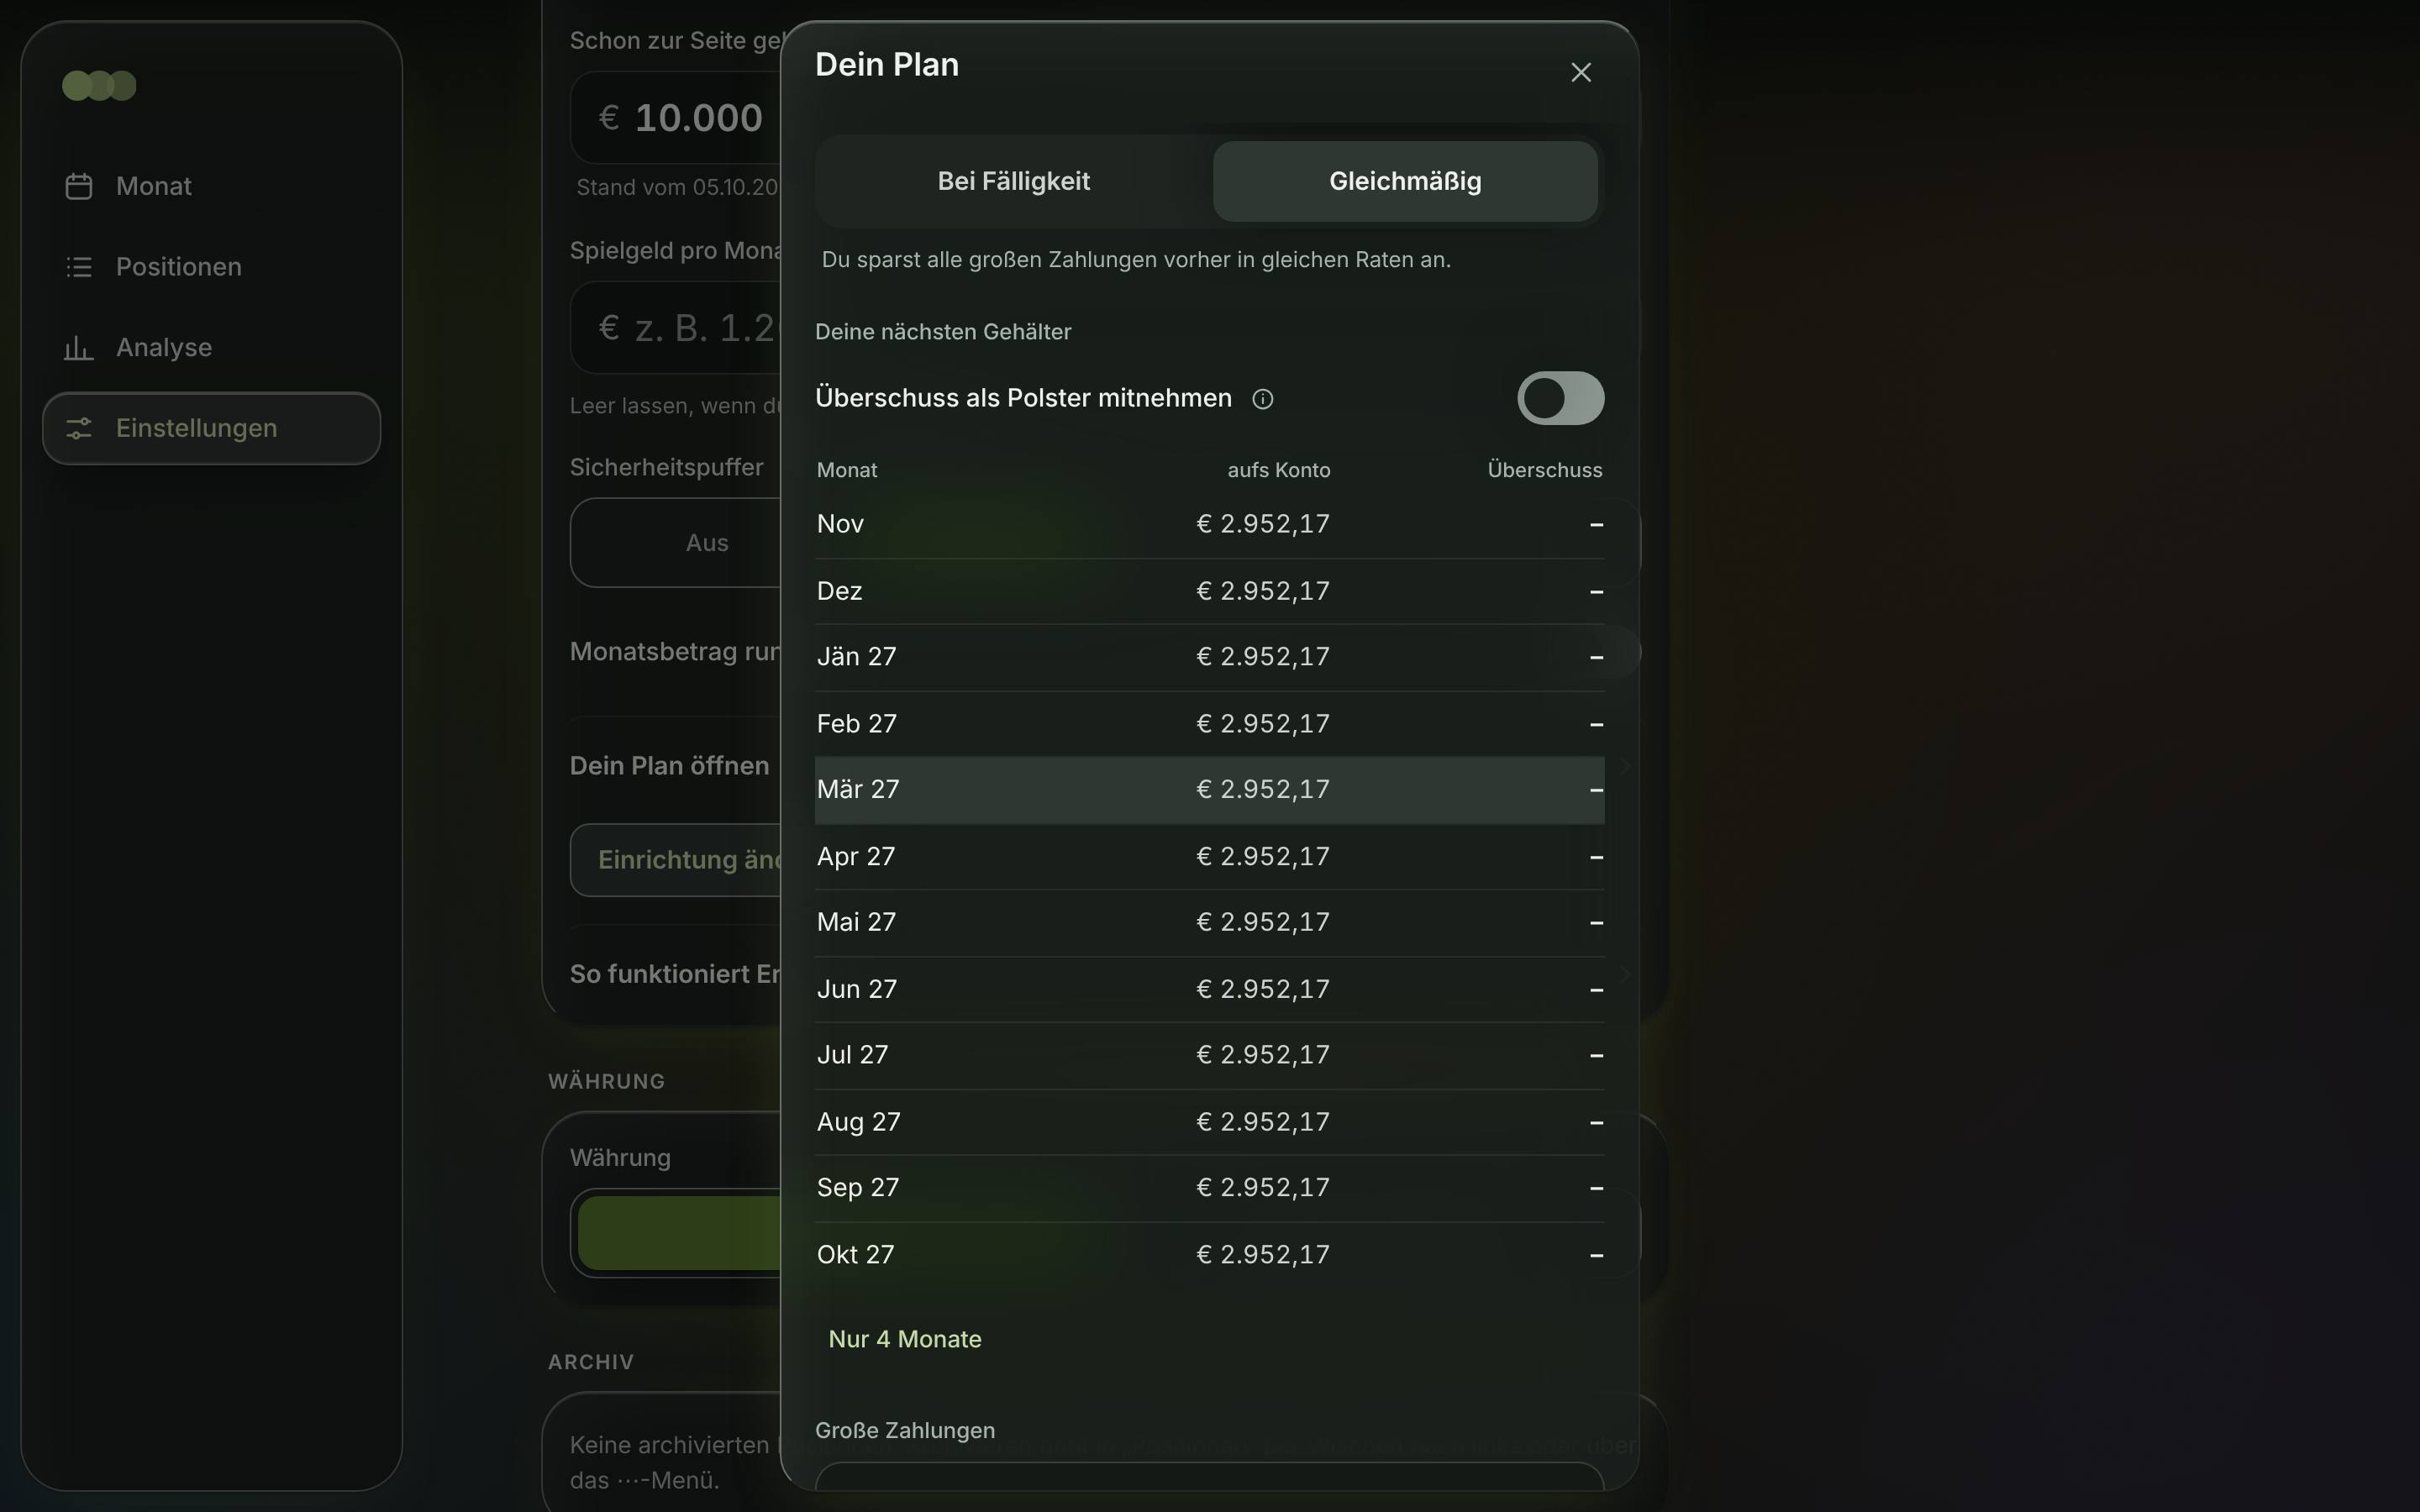 Monat
Positionen
Analyse
Einstellungen
Schon zur Seite
€ 10.000
Stand vom 05.10.20
Spielgeld pro
€ z. B. 1.2
Leer lassen, wenn
Sicherheitspuffer
Aus
Monatsbetrag
Dein Plan öffnen
Einrichtung
So funktioniert
WÄHRUNG
Währung
ARCHIV
Keine archivierten
das ···-Menü.
Dein Plan
Bei Fälligkeit Gleichmäßig
Du sparst alle großen Zahlungen vorher in gleichen Raten an.
Deine nächsten Gehälter
Überschuss als Polster mitnehmen
Monat aufs Konto Überschuss
Nov € 2.952,17 –
Dez € 2.952,17 –
Jän 27 € 2.952,17 –
Feb 27 € 2.952,17 –
Mär 27 € 2.952,17 –
Apr 27 € 2.952,17 –
Mai 27 € 2.952,17 –
Jun 27 € 2.952,17 –
Jul 27 € 2.952,17 –
Aug 27 € 2.952,17 –
Sep 27 € 2.952,17 –
Okt 27 € 2.952,17 –
Nur 4 Monate
Große Zahlungen